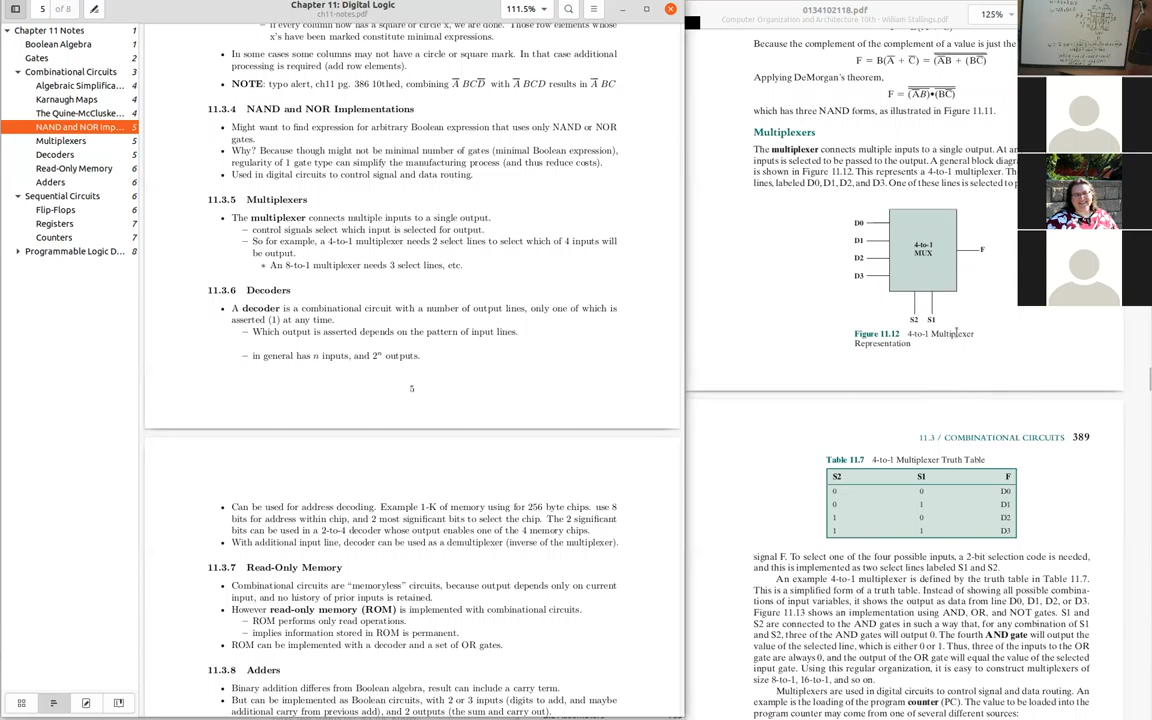 Chapter 11: Digital Logic
ch11-notes.pdf
5 of 8
111.5%
Chapter 11 Notes 1
Boolean Algebra 1
Gates 2
Combinational Circuits 3
Algebraic Simplifica... 4
Karnaugh Maps 4
The Quine-McCluske... 4
NAND and NOR Imp... 5
Multiplexers 5
Decoders 5
Read-Only Memory 6
Adders 6
Sequential Circuits 6
Flip-Flops 6
Registers 7
Counters 7
Programmable Logic D... 8
– if every column now has a square or circle x, we are done. Those row elements whose
x's have been marked constitute minimal expressions.
• In some cases some columns may not have a circle or square mark. In that case additional
processing is required (add row elements).
• NOTE: typo alert, ch11 pg. 386 10thed, combining A̅ BCD̅ with A̅ BCD results in A̅ BC
11.3.4 NAND and NOR Implementations
• Might want to find expression for arbitrary Boolean expression that uses only NAND or NOR
gates.
• Why? Because though might not be minimal number of gates (minimal Boolean expression),
regularity of 1 gate type can simplify the manufacturing process (and thus reduce costs).
• Used in digital circuits to control signal and data routing.
11.3.5 Multiplexers
• The multiplexer connects multiple inputs to a single output.
– control signals select which input is selected for output.
– So for example, a 4-to-1 multiplexer needs 2 select lines to select which of 4 inputs will
be output.
∗ An 8-to-1 multiplexer needs 3 select lines, etc.
11.3.6 Decoders
• A decoder is a combinational circuit with a number of output lines, only one of which is
asserted (1) at any time.
– Which output is asserted depends on the pattern of input lines.
– in general has n inputs, and 2ⁿ outputs.
5
• Can be used for address decoding. Example 1-K of memory using for 256 byte chips. use 8
bits for address within chip, and 2 most significant bits to select the chip. The 2 significant
bits can be used in a 2-to-4 decoder whose output enables one of the 4 memory chips.
• With additional input line, decoder can be used as a demultiplexer (inverse of the multiplexer).
11.3.7 Read-Only Memory
• Combinational circuits are “memoryless” circuits, because output depends only on current
input, and no history of prior inputs is retained.
• However read-only memory (ROM) is implemented with combinational circuits.
– ROM performs only read operations.
– implies information stored in ROM is permanent.
• ROM can be implemented with a decoder and a set of OR gates.
11.3.8 Adders
• Binary addition differs from Boolean algebra, result can include a carry term.
• But can be implemented as Boolean Circuits, with 2 or 3 inputs (digits to add, and maybe
additional carry from previous add), and 2 outputs (the sum and carry out).
0134102118.pdf
Computer Organization and Architecture 10th - William Stallings.pdf
125%
Because the complement of the complement of a value is just the
F = B(A̅ + C̅) = (A̅B) + (BC̅)
Applying DeMorgan's theorem,
F = (A̅B)•(BC̅)
which has three NAND forms, as illustrated in Figure 11.11.
Multiplexers
The multiplexer connects multiple inputs to a single output. At an
inputs is selected to be passed to the output. A general block diag
is shown in Figure 11.12. This represents a 4-to-1 multiplexer. Th
lines, labeled D0, D1, D2, and D3. One of these lines is selected to p
D0
D1
D2
D3
4-to-1
MUX
F
S2 S1
Figure 11.12 4-to-1 Multiplexer
Representation
11.3 / COMBINATIONAL CIRCUITS 389
Table 11.7 4-to-1 Multiplexer Truth Table
S2 S1 F
0 0 D0
0 1 D1
1 0 D2
1 1 D3
signal F. To select one of the four possible inputs, a 2-bit selection code is needed,
and this is implemented as two select lines labeled S1 and S2.
An example 4-to-1 multiplexer is defined by the truth table in Table 11.7.
This is a simplified form of a truth table. Instead of showing all possible combina-
tions of input variables, it shows the output as data from line D0, D1, D2, or D3.
Figure 11.13 shows an implementation using AND, OR, and NOT gates. S1 and
S2 are connected to the AND gates in such a way that, for any combination of S1
and S2, three of the AND gates will output 0. The fourth AND gate will output the
value of the selected line, which is either 0 or 1. Thus, three of the inputs to the OR
gate are always 0, and the output of the OR gate will equal the value of the selected
input gate. Using this regular organization, it is easy to construct multiplexers of
size 8-to-1, 16-to-1, and so on.
Multiplexers are used in digital circuits to control signal and data routing. An
example is the loading of the program counter (PC). The value to be loaded into the
program counter may come from one of several different sources: